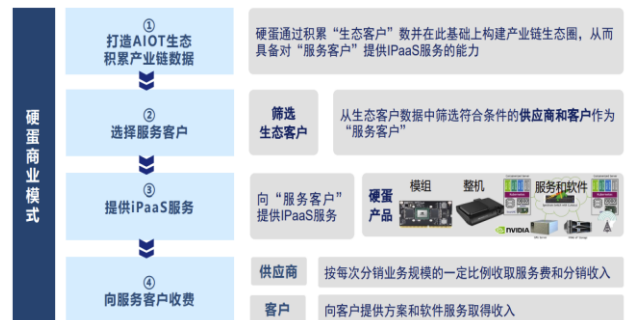 硬蛋商业模式
①
打造AIOT生态
积累产业链数据
硬蛋通过积累“生态客户”数并在此基础上构建产业链生态圈，从而
具备对“服务客户”提供IPaaS服务的能力
②
选择服务客户
筛选
生态客户
从生态客户数据中筛选符合条件的供应商和客户作为
“服务客户”
③
提供iPaaS服务
向“服务客户”
提供IPaaS服务
硬蛋
产品
模组
整机
服务和软件
NVIDIA
④
向服务客户收费
供应商
按每次分销业务规模的一定比例收取服务费和分销收入
客户
向客户提供方案和软件服务取得收入